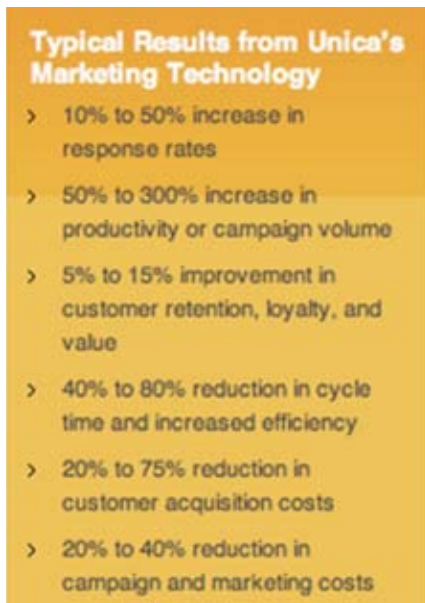 Typical Results from Unica's
Marketing Technology
› 10% to 50% increase in
response rates
› 50% to 300% increase in
productivity or campaign volume
› 5% to 15% improvement in
customer retention, loyalty, and
value
› 40% to 80% reduction in cycle
time and increased efficiency
› 20% to 75% reduction in
customer acquisition costs
› 20% to 40% reduction in
campaign and marketing costs